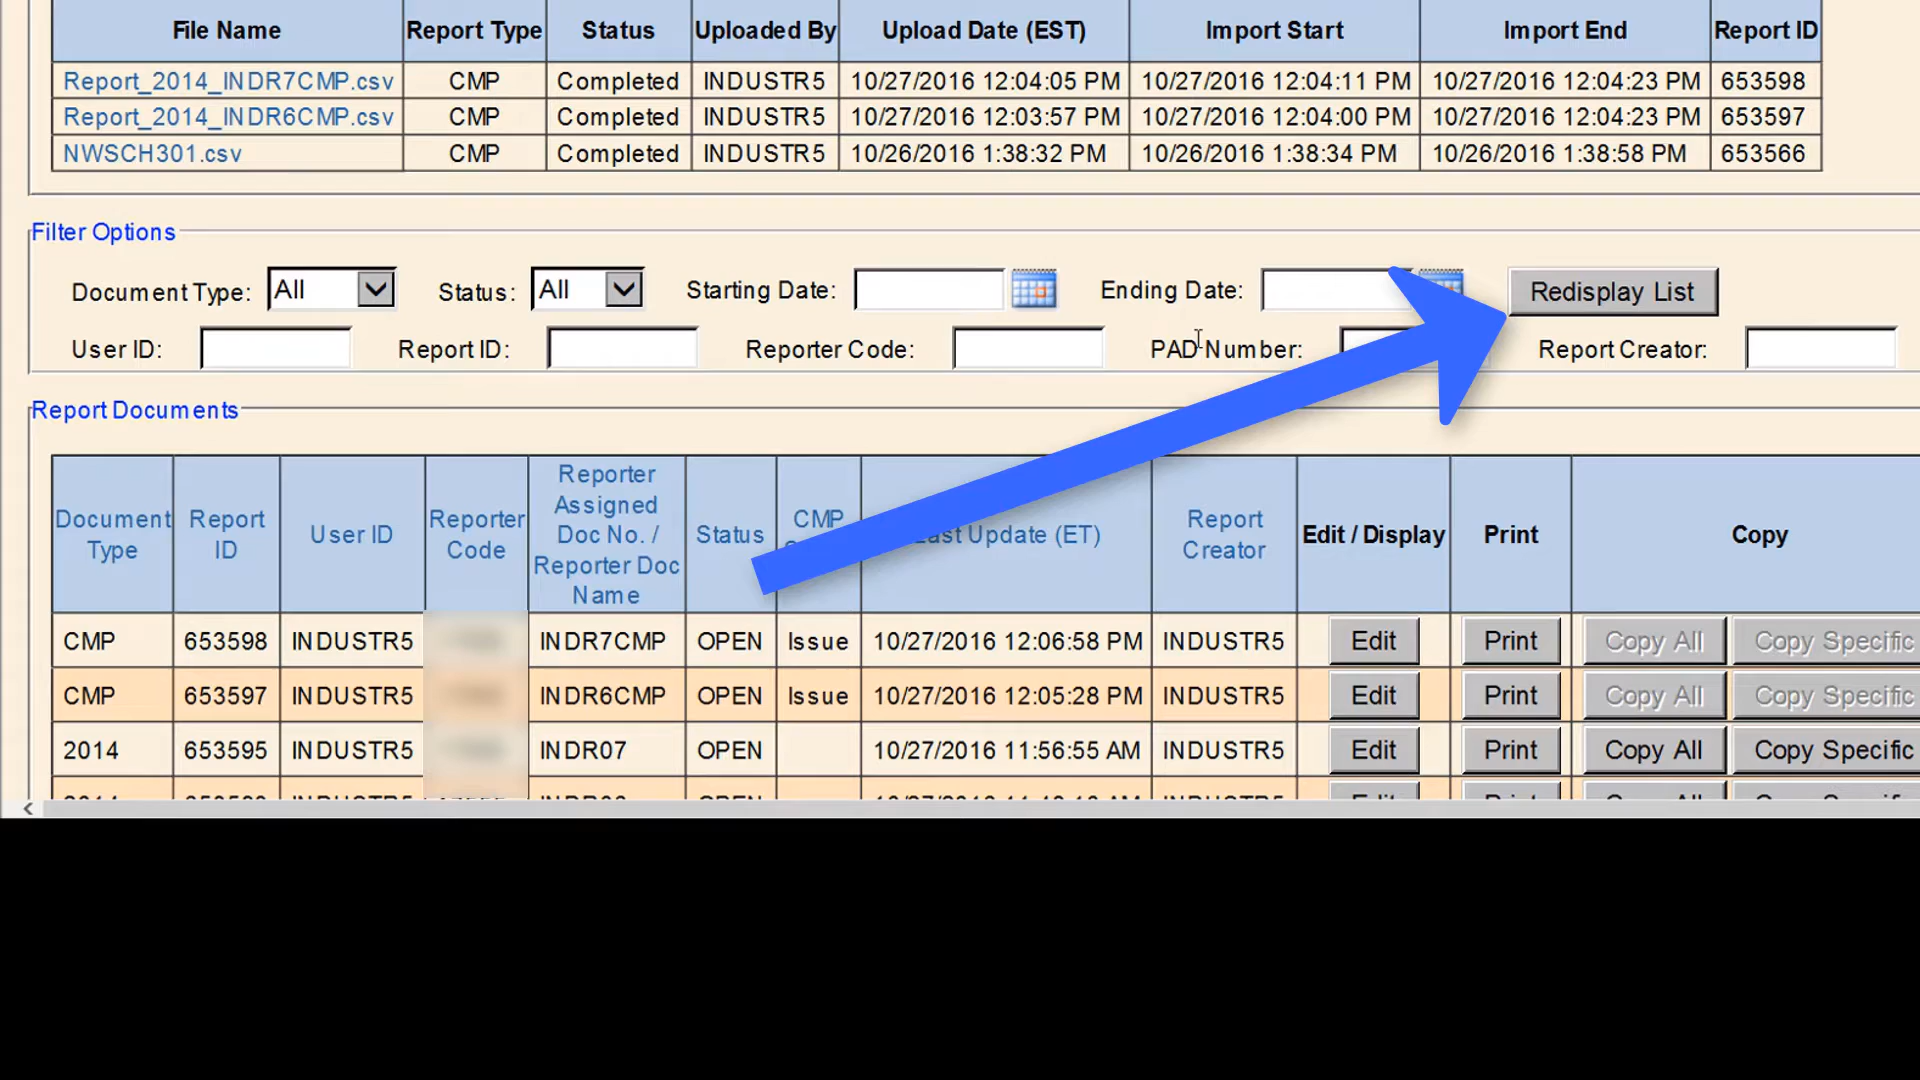 File Name Report Type Status Uploaded By Upload Date (EST) Import Start Import End Report ID
Report_2014_INDR7CMP.csv CMP Completed INDUSTR5 10/27/2016 12:04:05 PM 10/27/2016 12:04:11 PM 10/27/2016 12:04:23 PM 653598
Report_2014_INDR6CMP.csv CMP Completed INDUSTR5 10/27/2016 12:03:57 PM 10/27/2016 12:04:00 PM 10/27/2016 12:04:23 PM 653597
NWSCH301.csv CMP Completed INDUSTR5 10/26/2016 1:38:32 PM 10/26/2016 1:38:34 PM 10/26/2016 1:38:58 PM 653566
Filter Options
Document Type: All Status: All Starting Date: Ending Date: Redisplay List
User ID: Report ID: Reporter Code: PAD Number: Report Creator:
Report Documents
Document Type Report ID User ID Reporter Code Reporter Assigned Doc No. / Reporter Doc Name Status CMP Update (ET) Report Creator Edit / Display Print Copy
CMP 653598 INDUSTR5 INDR7CMP OPEN Issue 10/27/2016 12:06:58 PM INDUSTR5 Edit Print Copy All Copy Specific
CMP 653597 INDUSTR5 INDR6CMP OPEN Issue 10/27/2016 12:05:28 PM INDUSTR5 Edit Print Copy All Copy Specific
2014 653595 INDUSTR5 INDR07 OPEN 10/27/2016 11:56:55 AM INDUSTR5 Edit Print Copy All Copy Specific